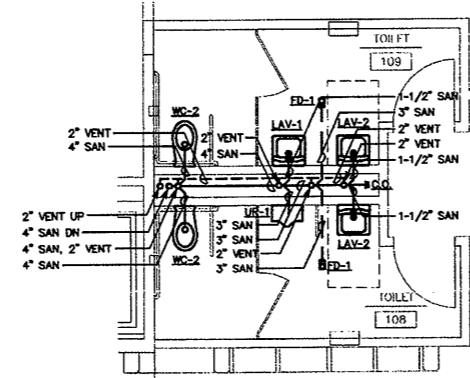 TOILET
109
FD-1
1-1/2" SAN
3" SAN
WC-2
LAV-1
LAV-2
2" VENT
4" SAN
2" VENT
4" SAN
2" VENT
2" VENT
1-1/2" SAN
C.O.
2" VENT UP
4" SAN DN
4" SAN, 2" VENT
4" SAN
WC-2
UR-1
3" SAN
3" SAN
2" VENT
3" SAN
1-1/2" SAN
LAV-2
FD-1
TOILET
108